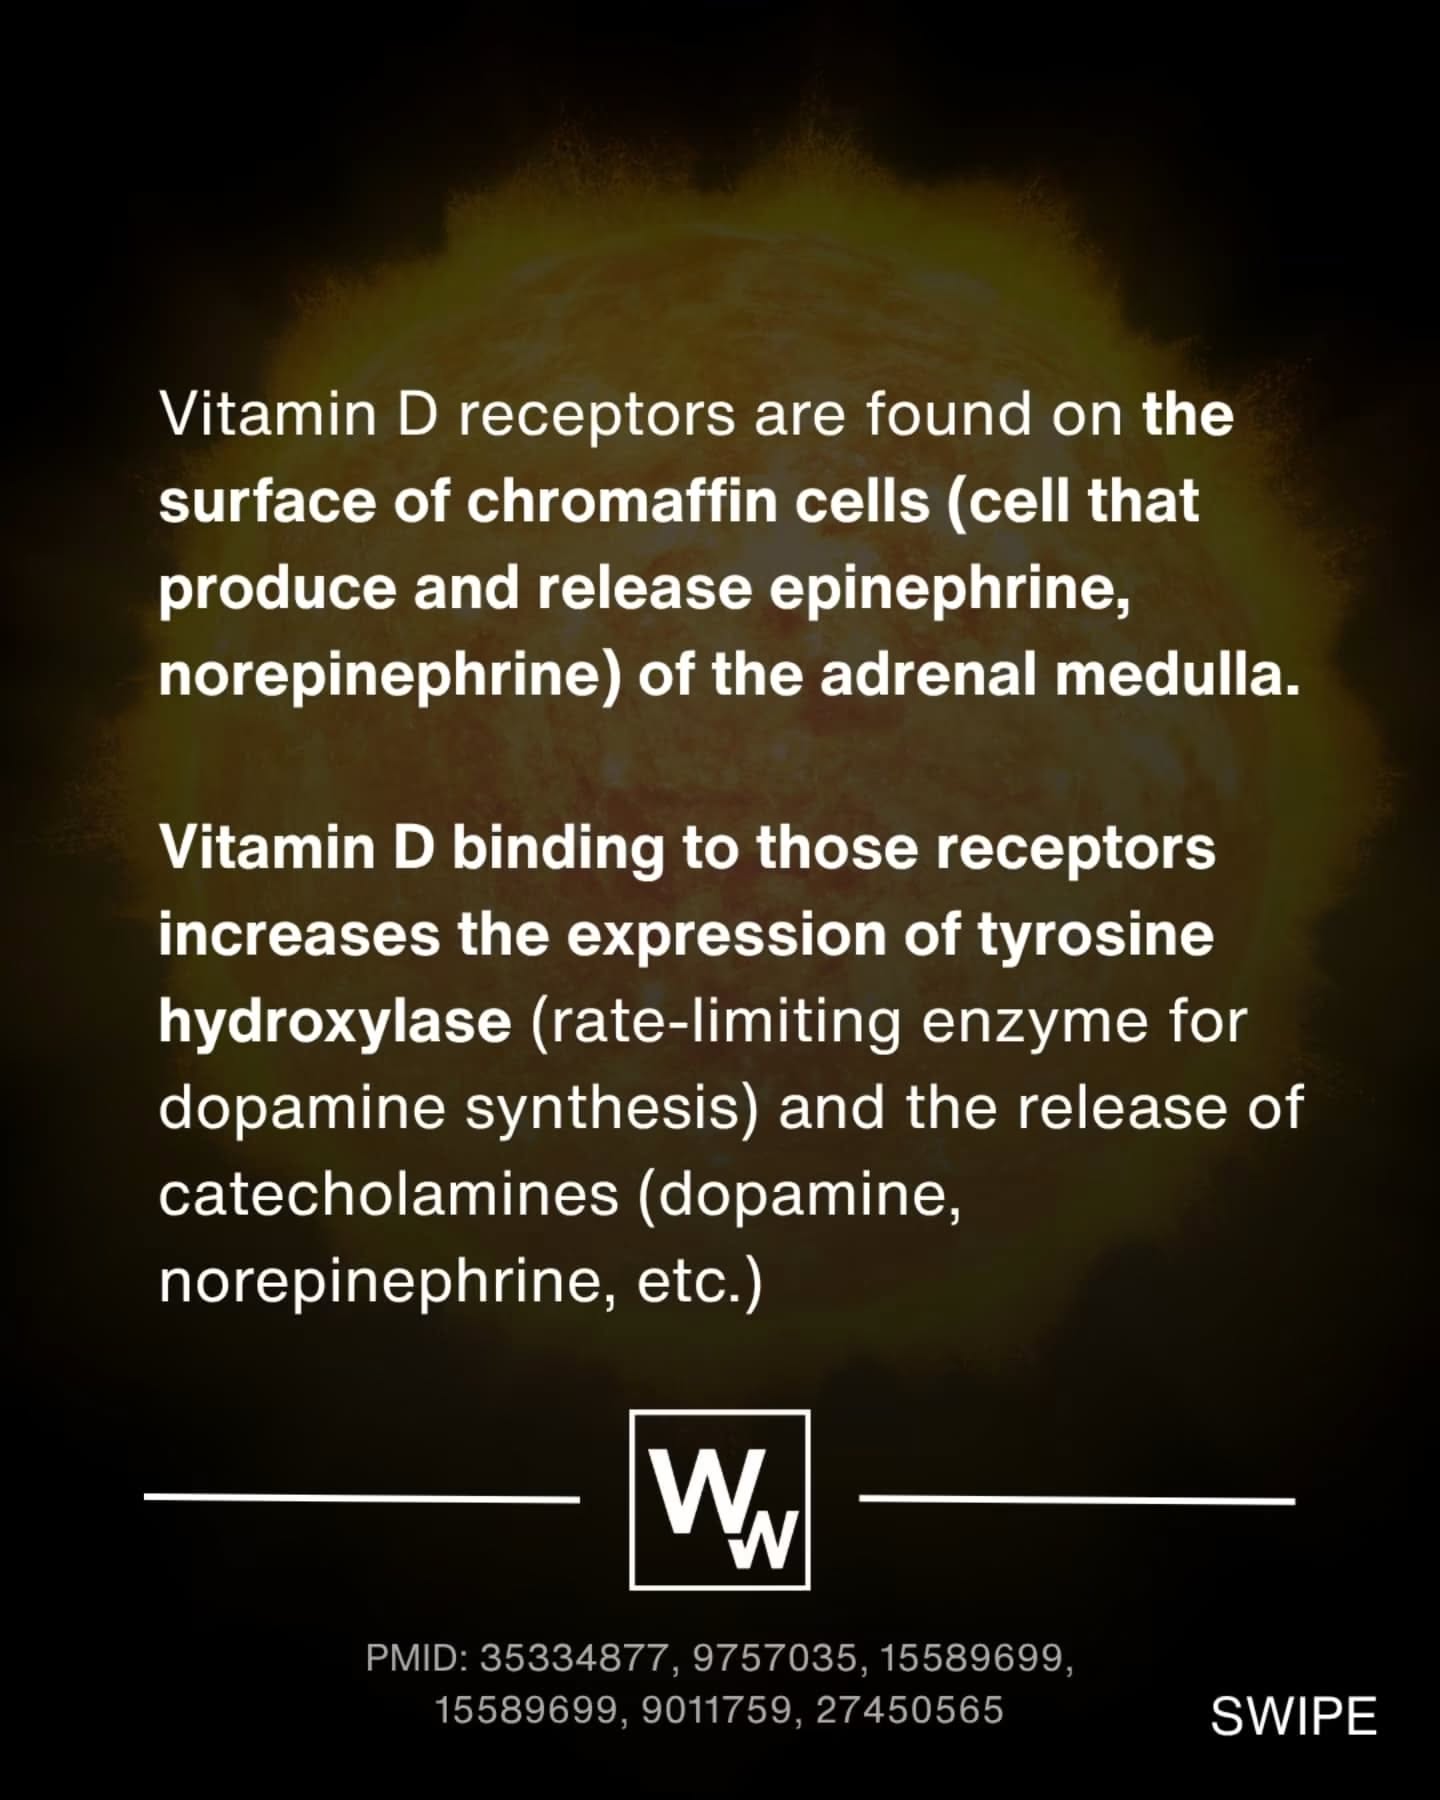 Vitamin D receptors are found on the
surface of chromaffin cells (cell that
produce and release epinephrine,
norepinephrine) of the adrenal medulla.
Vitamin D binding to those receptors
increases the expression of tyrosine
hydroxylase (rate-limiting enzyme for
dopamine synthesis) and the release of
catecholamines (dopamine,
norepinephrine, etc.)
WW
PMID: 35334877, 9757035, 15589699,
15589699, 9011759, 27450565
SWIPE